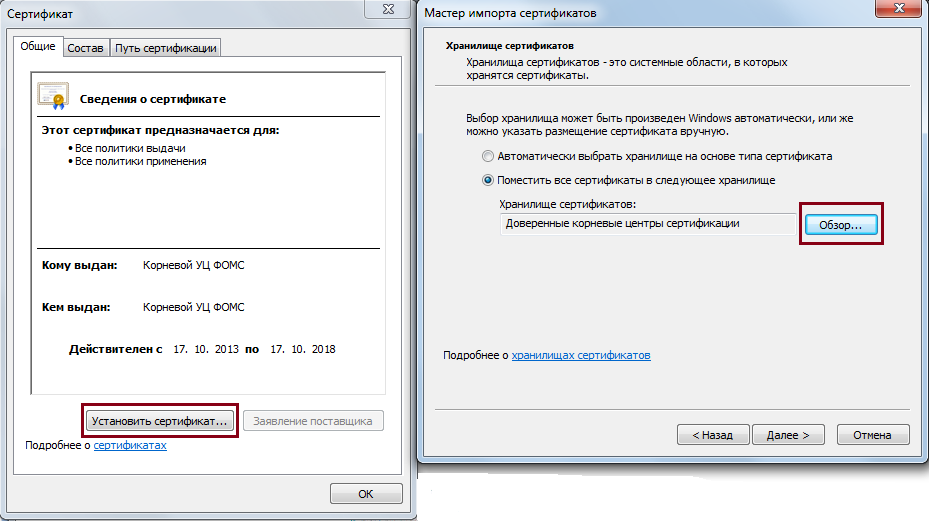 Сертификат
Общие
Состав
Путь сертификации
Сведения о сертификате
Этот сертификат предназначается для:
• Все политики выдачи
• Все политики применения
Кому выдан: Корневой УЦ ФОМС
Кем выдан: Корневой УЦ ФОМС
Действителен с 17. 10. 2013 по 17. 10. 2018
Установить сертификат...
Заявление поставщика
Подробнее о сертификатах
OK
Мастер импорта сертификатов
Хранилище сертификатов
Хранилища сертификатов - это системные области, в которых
хранятся сертификаты.
Выбор хранилища может быть произведен Windows автоматически, или же
можно указать размещение сертификата вручную.
Автоматически выбрать хранилище на основе типа сертификата
Поместить все сертификаты в следующее хранилище
Хранилище сертификатов:
Доверенные корневые центры сертификации
Обзор...
Подробнее о хранилищах сертификатов
< Назад
Далее >
Отмена